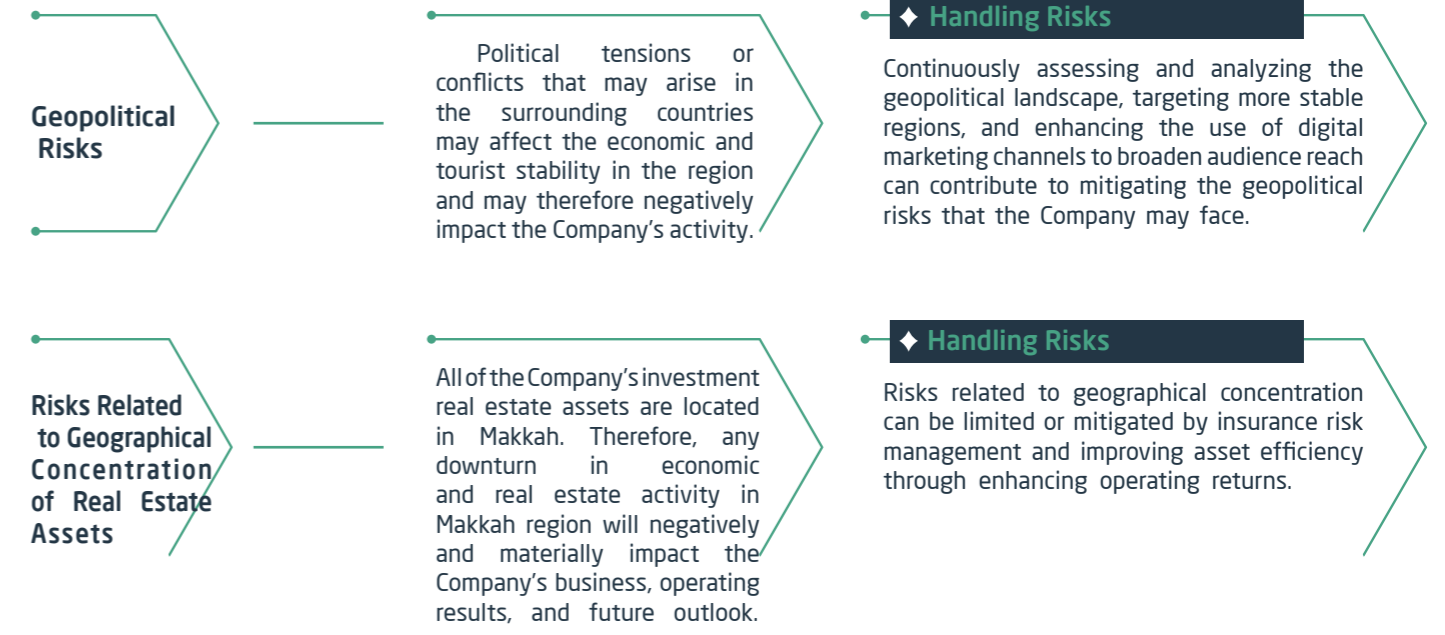 Geopolitical
Risks
Political tensions or
conflicts that may arise in
the surrounding countries
may affect the economic and
tourist stability in the region
and may therefore negatively
impact the Company's activity.
Handling Risks
Continuously assessing and analyzing the
geopolitical landscape, targeting more stable
regions, and enhancing the use of digital
marketing channels to broaden audience reach
can contribute to mitigating the geopolitical
risks that the Company may face.
Risks Related
to Geographical
Concentration
of Real Estate
Assets
All of the Company's investment
real estate assets are located
in Makkah. Therefore, any
downturn in economic
and real estate activity in
Makkah region will negatively
and materially impact the
Company's business, operating
results, and future outlook.
Handling Risks
Risks related to geographical concentration
can be limited or mitigated by insurance risk
management and improving asset efficiency
through enhancing operating returns.